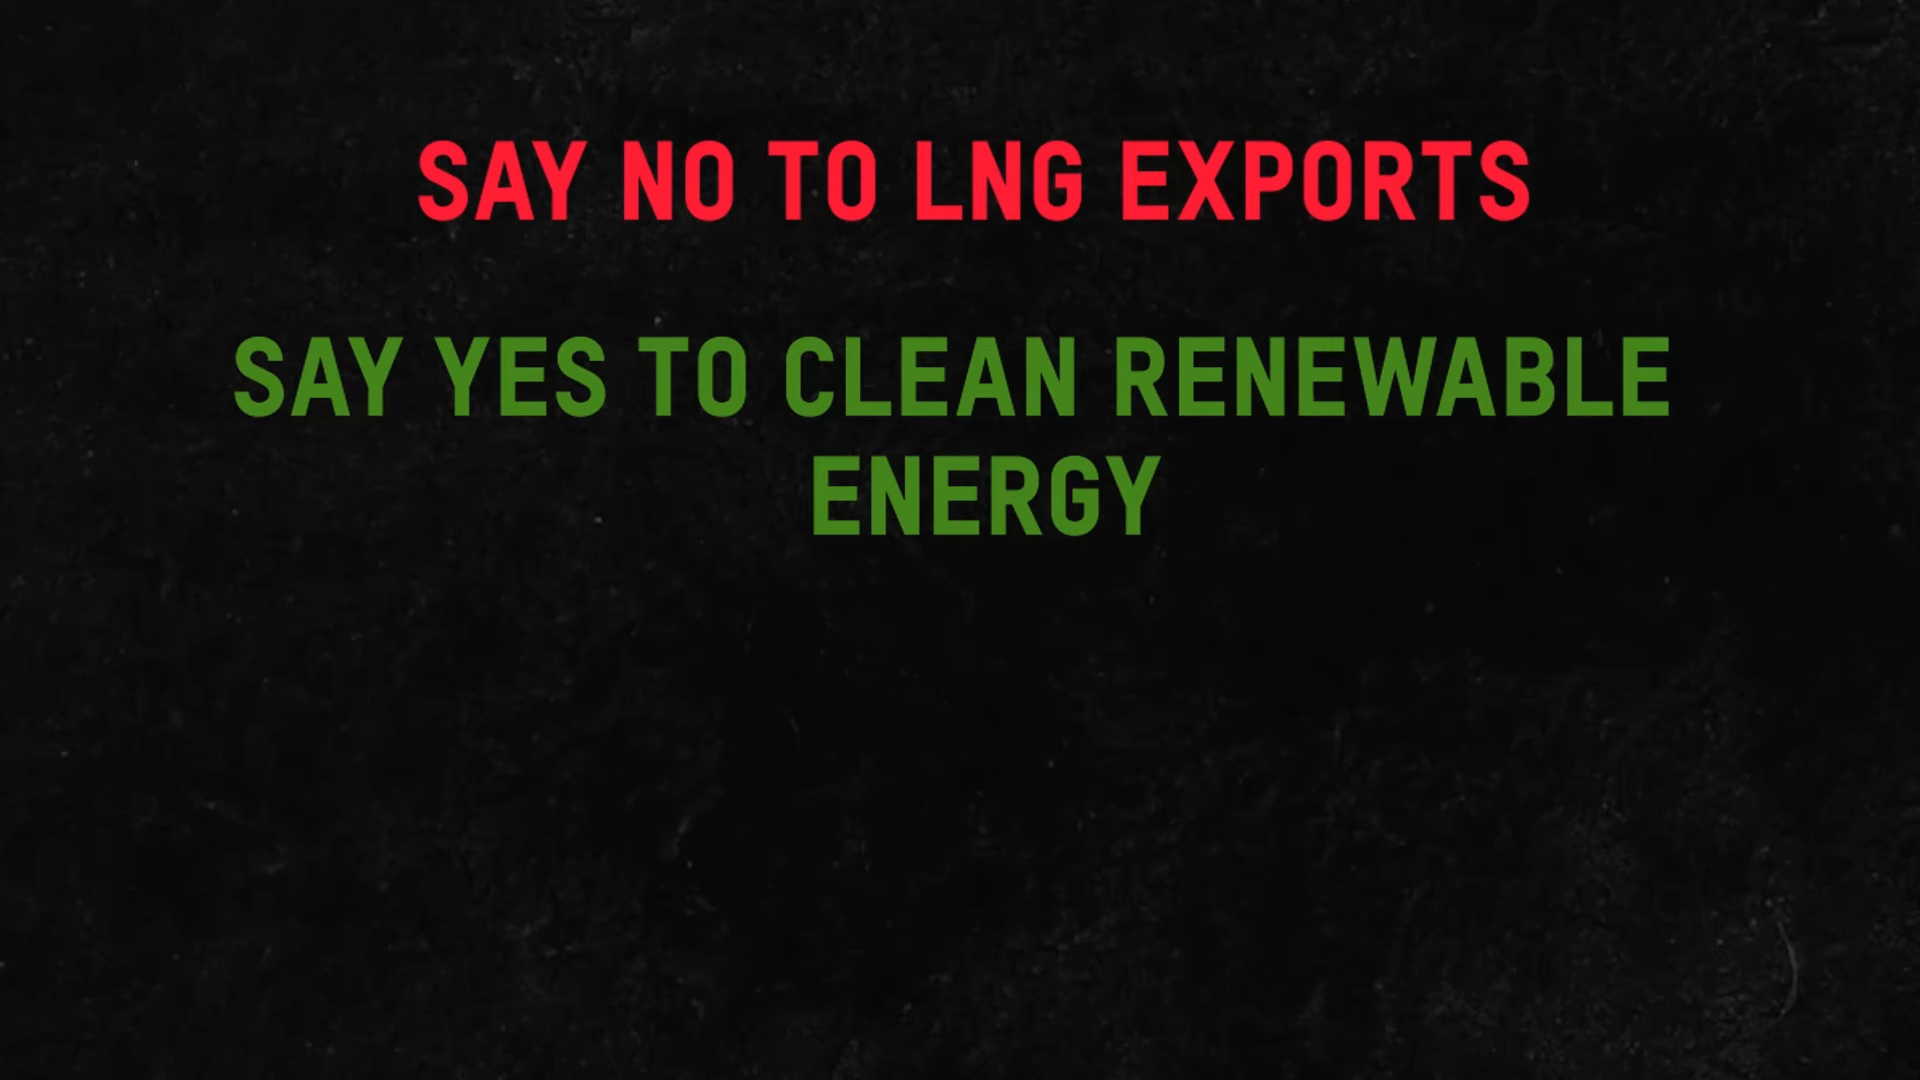 SAY NO TO LNG EXPORTS
SAY YES TO CLEAN RENEWABLE
ENERGY